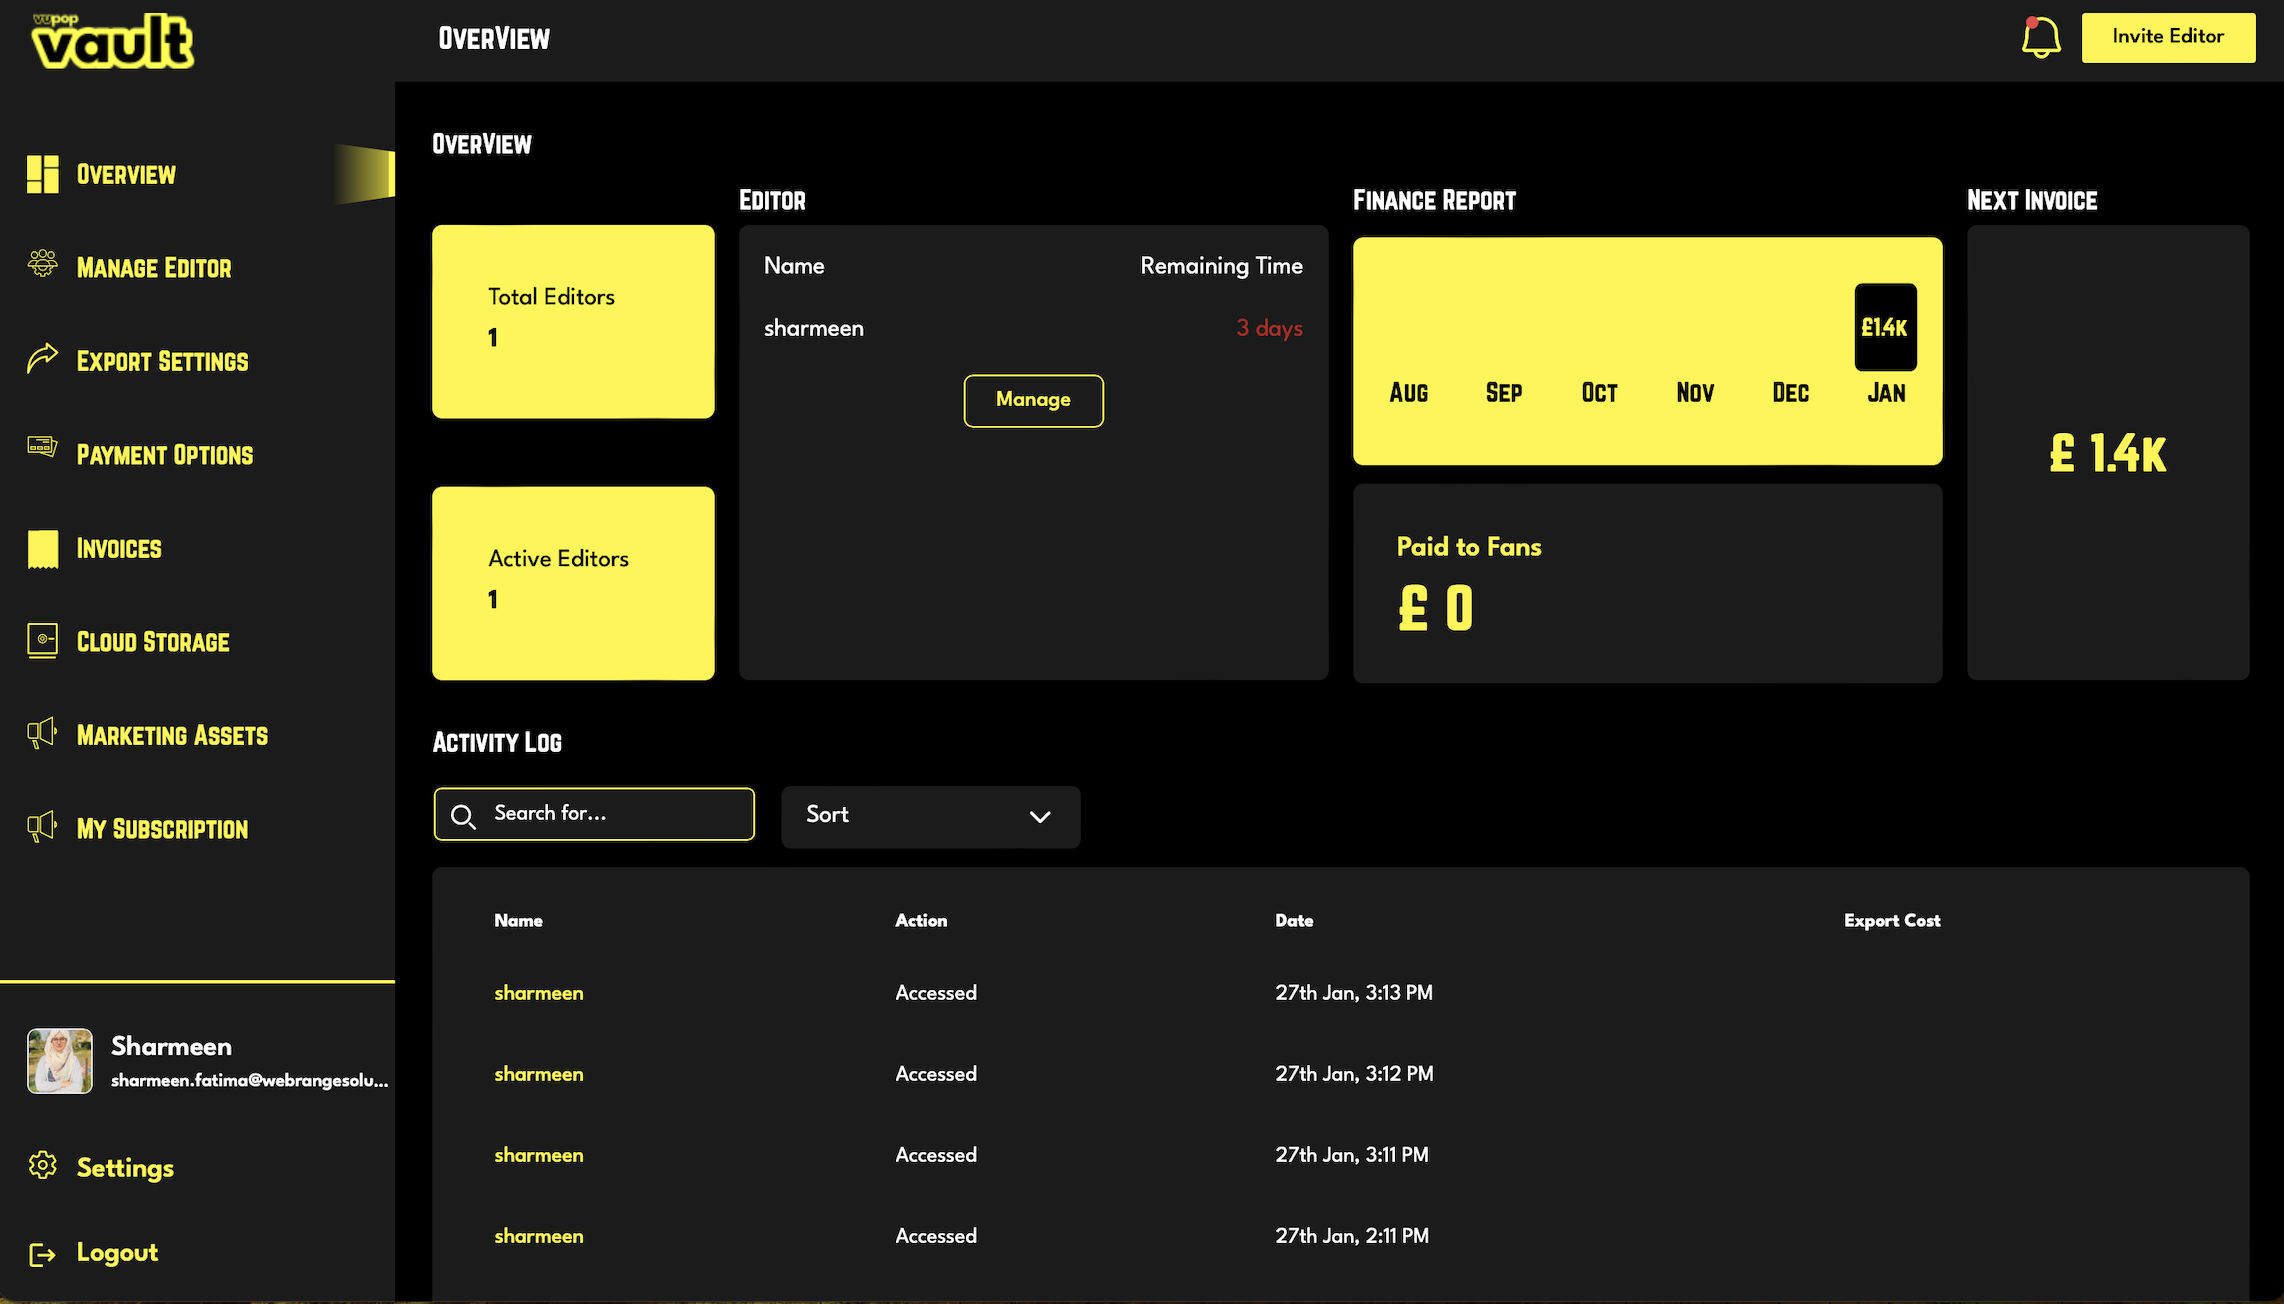 vupop
vault
OverView
Invite Editor
Overview
Manage Editor
Export Settings
Payment Options
Invoices
Cloud Storage
Marketing Assets
My Subscription
Sharmeen
sharmeen.fatima@webrangesolu...
Settings
Logout
OverView
Total Editors
1
Active Editors
1
Editor
Name Remaining Time
sharmeen 3 days
Manage
Finance Report
£1.4K
Aug Sep Oct Nov Dec Jan
Paid to Fans
£ 0
Next Invoice
£ 1.4K
Activity Log
Search for...
Sort
Name Action Date Export Cost
sharmeen Accessed 27th Jan, 3:13 PM
sharmeen Accessed 27th Jan, 3:12 PM
sharmeen Accessed 27th Jan, 3:11 PM
sharmeen Accessed 27th Jan, 2:11 PM